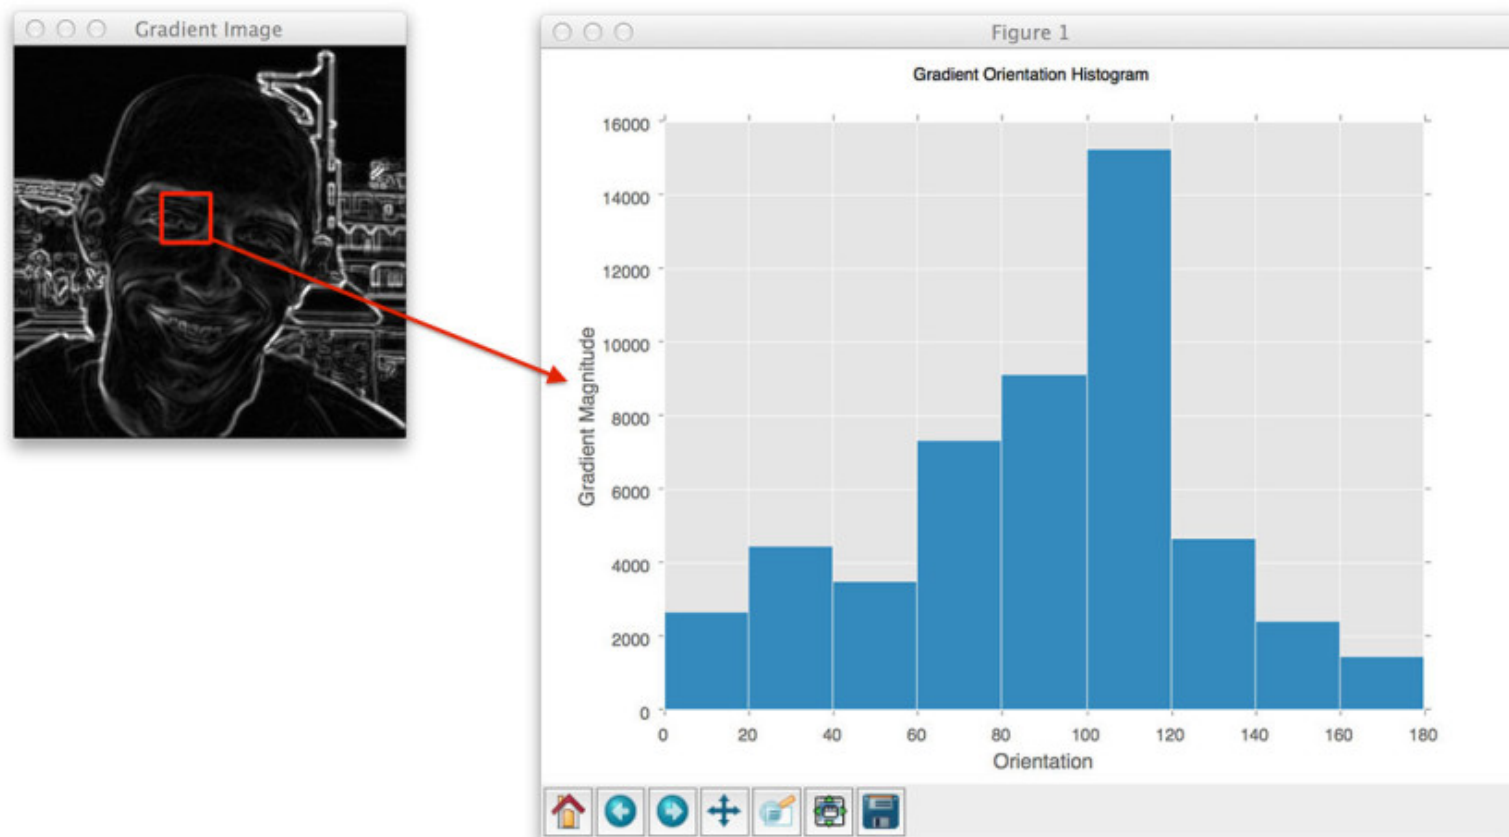 Gradient Image
Figure 1
Gradient Orientation Histogram
16000
14000
12000
10000
8000
6000
4000
2000
0
Gradient Magnitude
0 20 40 60 80 100 120 140 160 180
Orientation